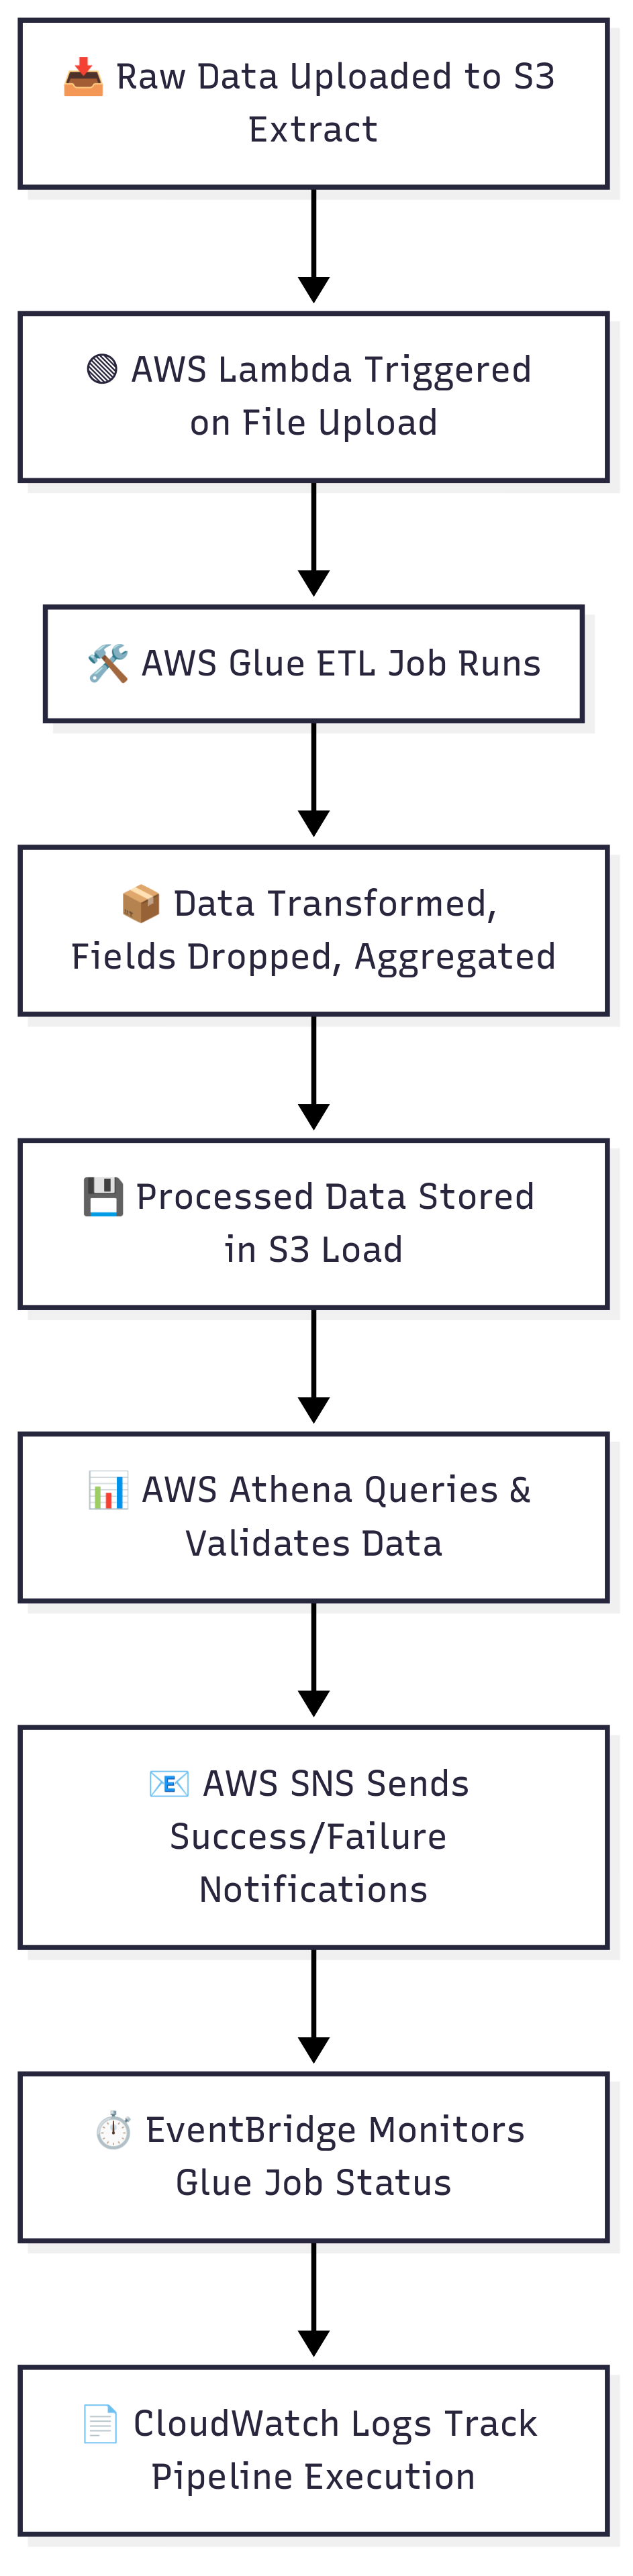 📥 Raw Data Uploaded to S3
Extract
AWS Lambda Triggered
on File Upload
🛠️ AWS Glue ETL Job Runs
📦 Data Transformed,
Fields Dropped, Aggregated
💾 Processed Data Stored
in S3 Load
📊 AWS Athena Queries &
Validates Data
📧 AWS SNS Sends
Success/Failure
Notifications
⏱️ EventBridge Monitors
Glue Job Status
📄 CloudWatch Logs Track
Pipeline Execution